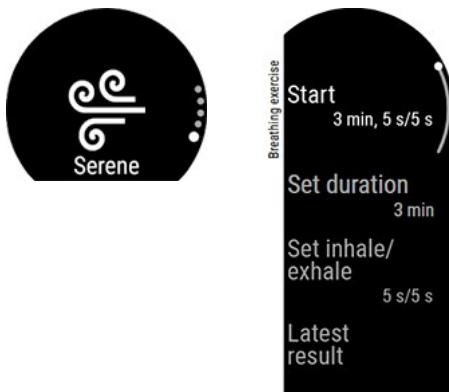 Serene
Breathing exercise
Start
3 min, 5 s/5 s
Set duration
3 min
Set inhale/
exhale
5 s/5 s
Latest
result